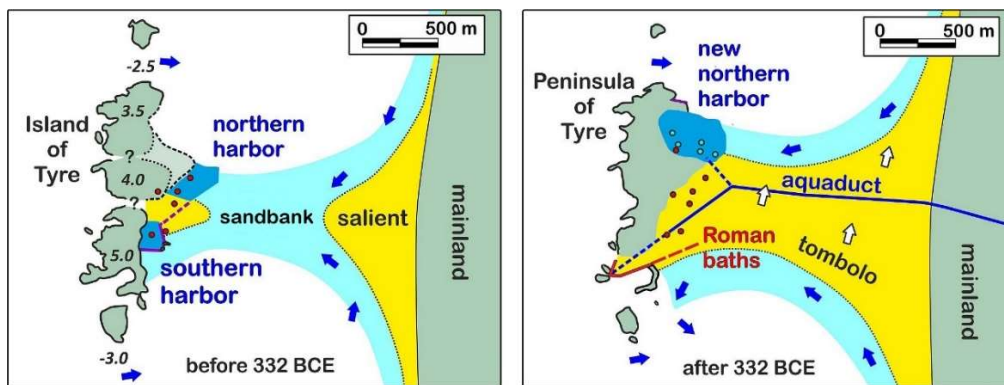 500 m
-2.5
3.5
Island
of
Tyre
northern
harbor
?
4.0
?
sandbank
salient
mainland
5.0
southern
harbor
-3.0
before 332 BCE
500 m
new
northern
harbor
Peninsula
of
Tyre
aquaduct
Roman
baths
tombolo
mainland
after 332 BCE